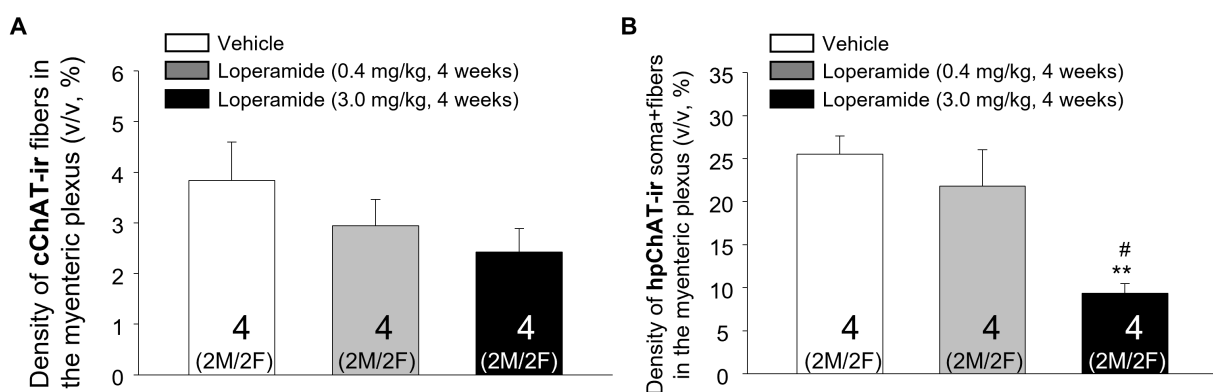 A
Vehicle
Loperamide (0.4 mg/kg, 4 weeks)
Loperamide (3.0 mg/kg, 4 weeks)
Density of cChAT-ir fibers in
the myenteric plexus (v/v, %)
6
5
4
3
2
1
0
4
(2M/2F)
4
(2M/2F)
4
(2M/2F)
B
Vehicle
Loperamide (0.4 mg/kg, 4 weeks)
Loperamide (3.0 mg/kg, 4 weeks)
Density of hpChAT-ir soma+fibers
in the myenteric plexus (v/v, %)
35
30
25
20
15
10
5
0
4
(2M/2F)
4
(2M/2F)
#
**
4
(2M/2F)